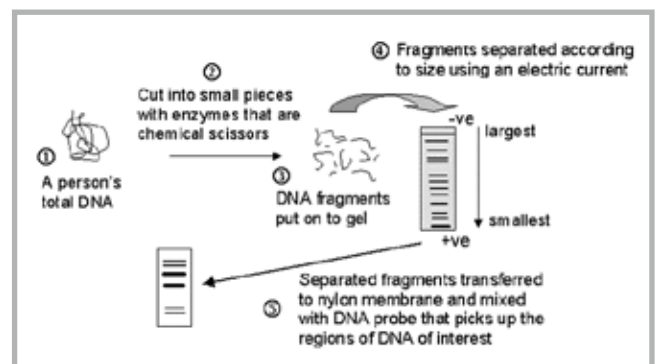 ①
A person's
total DNA
②
Cut into small pieces
with enzymes that are
chemical scissors
③
DNA fragments
put on to gel
④ Fragments separated according
to size using an electric current
-ve
largest
smallest
+ve
⑤
Separated fragments transferred
to nylon membrane and mixed
with DNA probe that picks up the
regions of DNA of interest